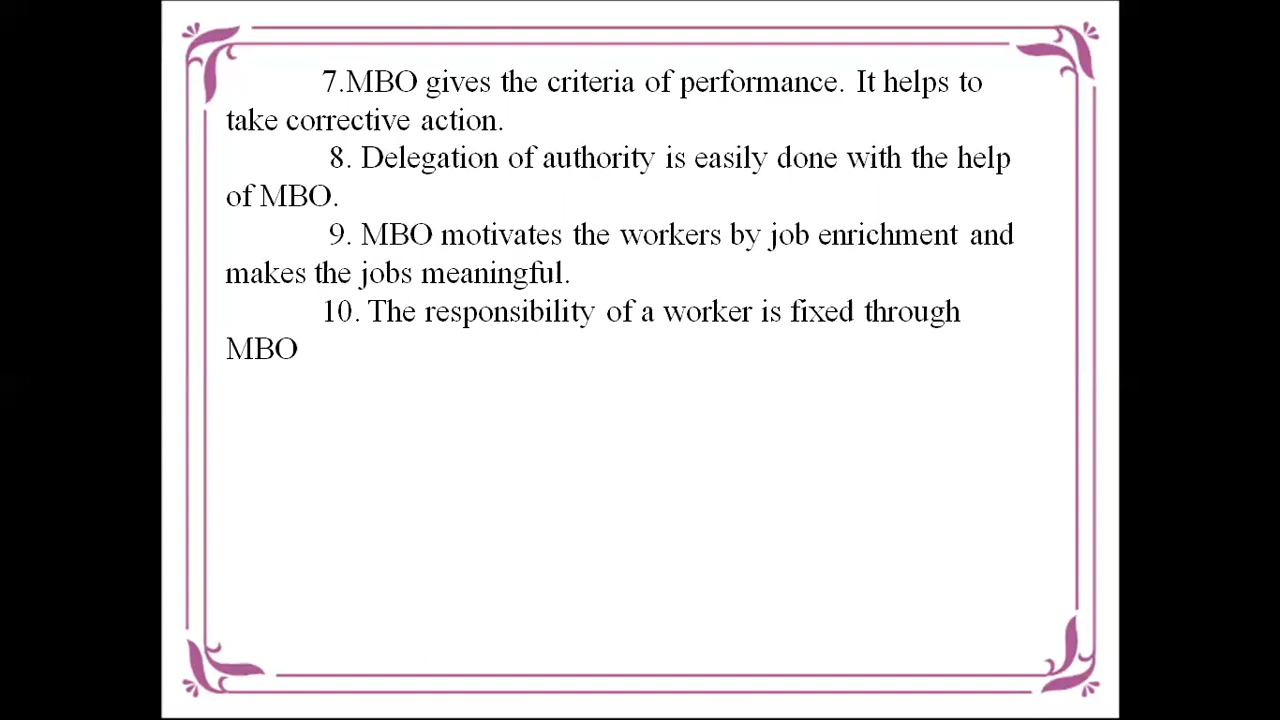 7.MBO gives the criteria of performance. It helps to
take corrective action.
8. Delegation of authority is easily done with the help
of MBO.
9. MBO motivates the workers by job enrichment and
makes the jobs meaningful.
10. The responsibility of a worker is fixed through
MBO